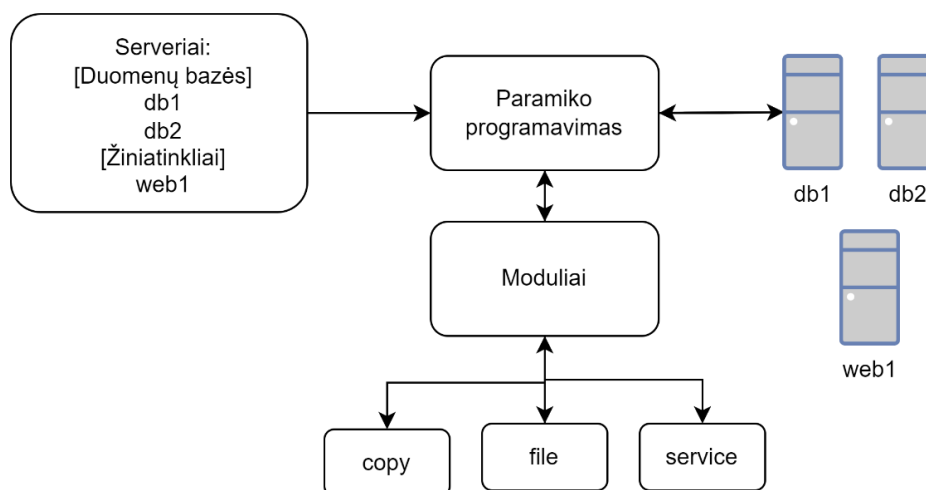 Serveriai:
[Duomenų bazės]
db1
db2
[Žiniatinkliai]
web1
Paramiko
programavimas
db1
db2
Moduliai
web1
copy
file
service